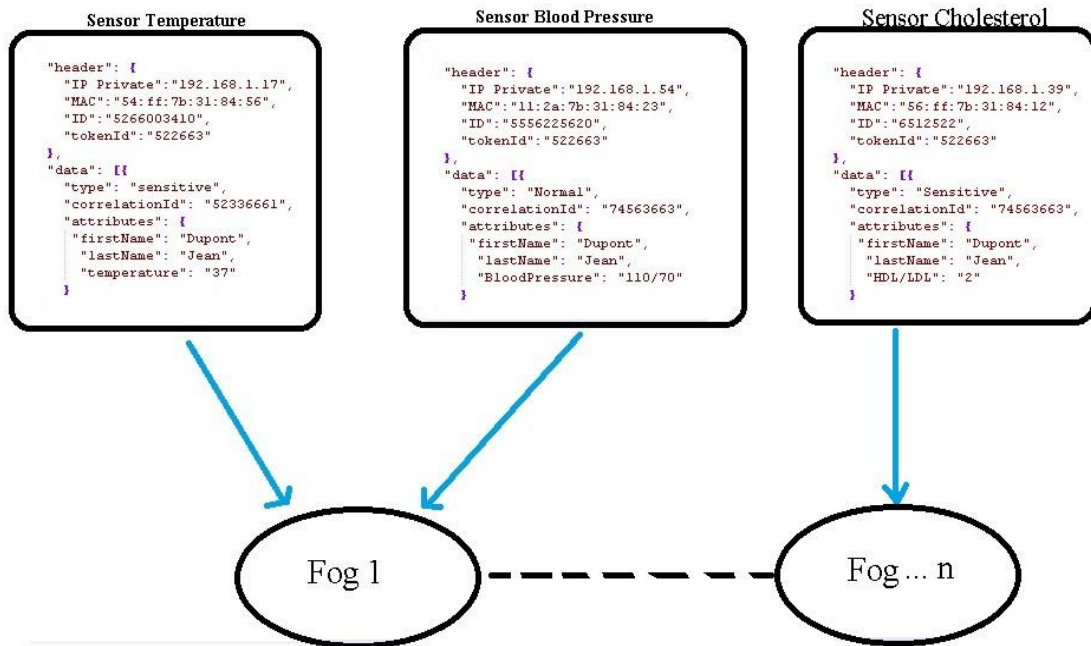 Sensor Temperature
"header": {
"IP Private":"192.168.1.17",
"MAC":"54:ff:7b:31:84:56",
"ID":"5266003410",
"tokenId":"522663"
},
"data": [{
"type": "sensitive",
"correlationId": "52336661",
"attributes": {
"firstName": "Dupont",
"lastName": "Jean",
"temperature": "37"
}
Sensor Blood Pressure
"header": {
"IP Private":"192.168.1.54",
"MAC":"11:2a:7b:31:84:23",
"ID":"5556225620",
"tokenId":"522663"
},
"data": [{
"type": "Normal",
"correlationId": "74563663",
"attributes": {
"firstName": "Dupont",
"lastName": "Jean",
"BloodPressure": "110/70"
}
Sensor Cholesterol
"header": {
"IP Private":"192.168.1.39",
"MAC":"56:ff:7b:31:84:12",
"ID":"6512522",
"tokenId":"522663"
},
"data": [{
"type": "Sensitive",
"correlationId": "74563663",
"attributes": {
"firstName": "Dupont",
"lastName": "Jean",
"HDL/LDL": "2"
}
Fog 1
Fog ... n